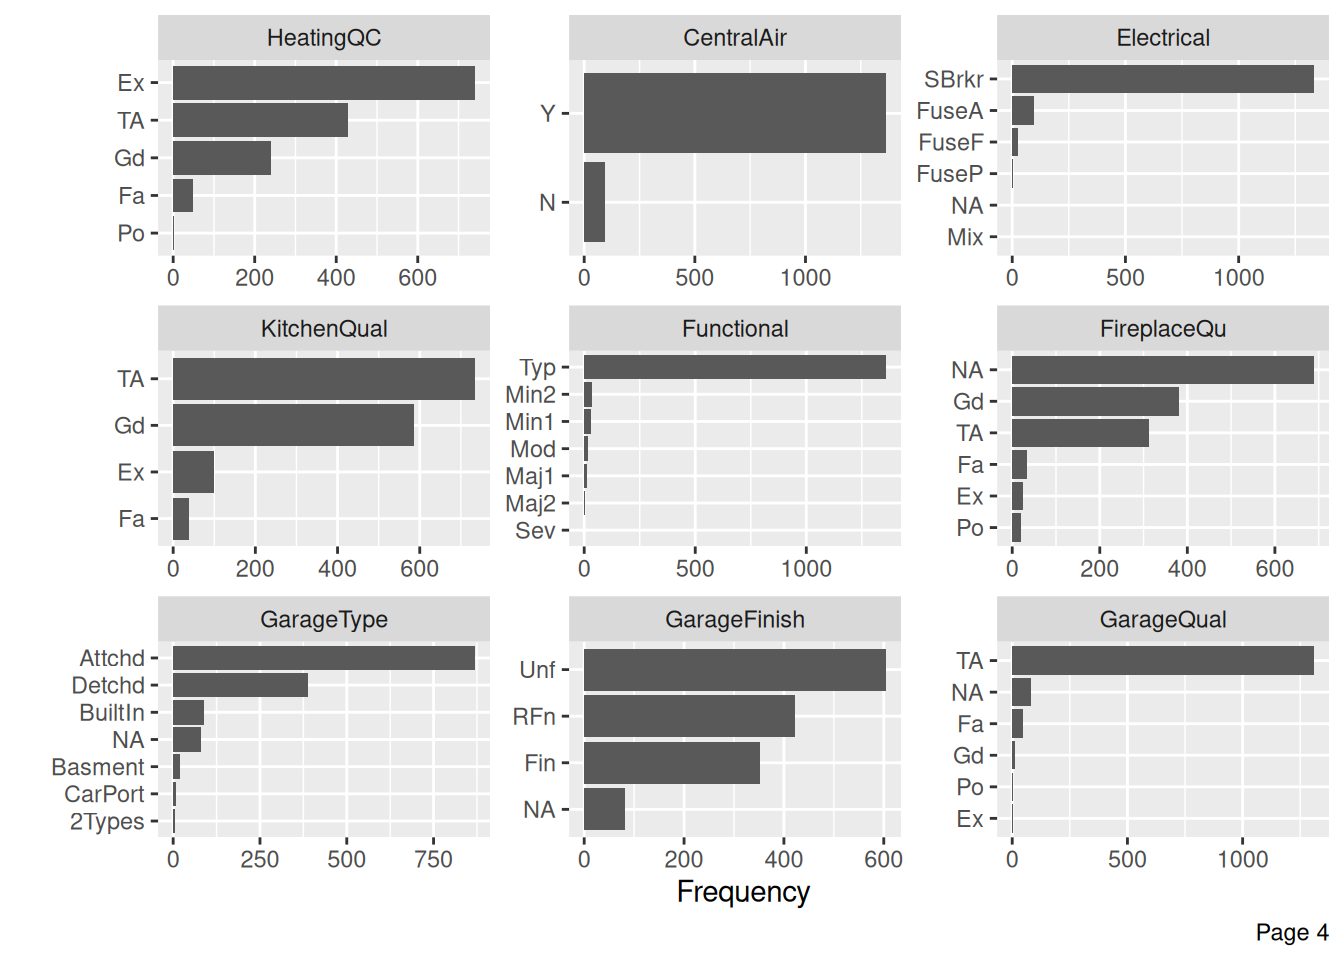 HeatingQC
Ex
TA
Gd
Fa
Po
0 200 400 600
CentralAir
Y
N
0 500 1000
Electrical
SBrkr
FuseA
FuseF
FuseP
NA
Mix
0 500 1000
KitchenQual
TA
Gd
Ex
Fa
0 200 400 600
Functional
Typ
Min2
Min1
Mod
Maj1
Maj2
Sev
0 500 1000
FireplaceQu
NA
Gd
TA
Fa
Ex
Po
0 200 400 600
GarageType
Attchd
Detchd
BuiltIn
NA
Basment
CarPort
2Types
0 250 500 750
GarageFinish
Unf
RFn
Fin
NA
0 200 400 600
GarageQual
TA
NA
Fa
Gd
Po
Ex
0 500 1000
Frequency
Page 4